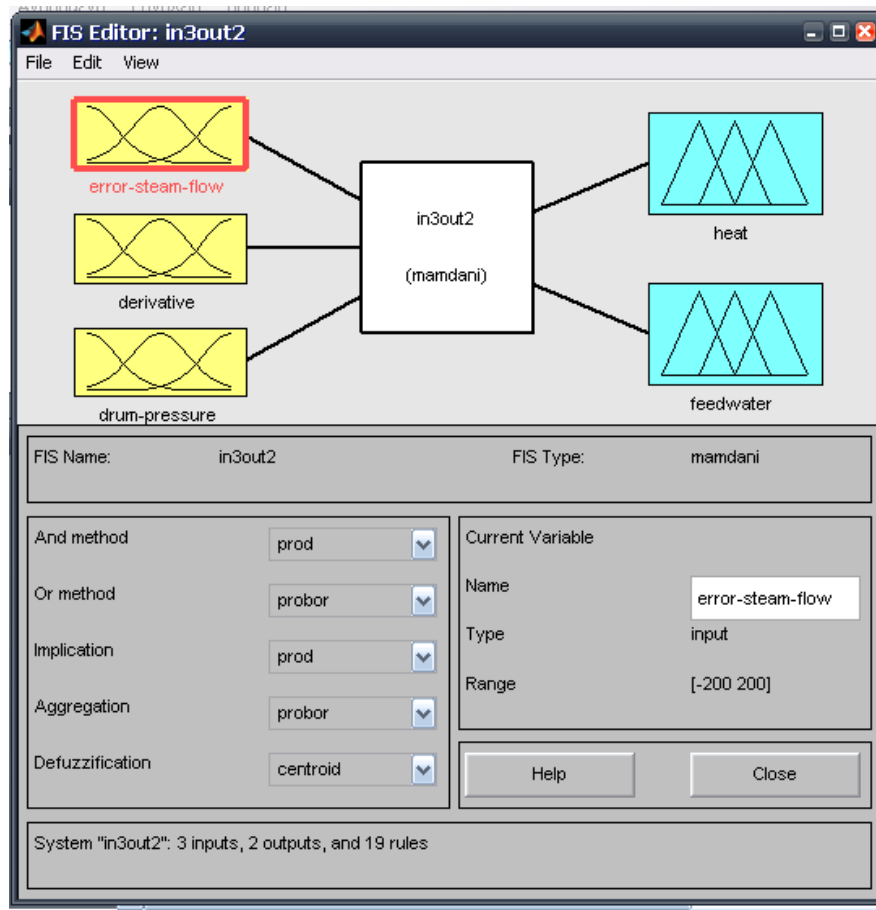 FIS Editor: in3out2
File Edit View
error-steam-flow
derivative
drum-pressure
in3out2
(mamdani)
heat
feedwater
FIS Name: in3out2 FIS Type: mamdani
And method prod
Or method probor
Implication prod
Aggregation probor
Defuzzification centroid
Current Variable
Name error-steam-flow
Type input
Range [-200 200]
Help Close
System "in3out2": 3 inputs, 2 outputs, and 19 rules